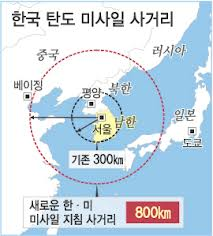 한국 탄도 미사일 사거리
중국
러시아
베이징
평양
북한
서울
남한
일본
도쿄
기존 300km
새로운 한·미
미사일 지침 사거리
800km